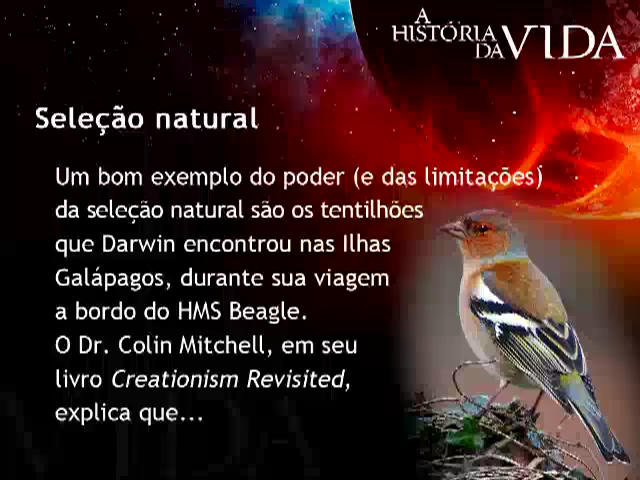 A
HISTÓRIA
DA VIDA
Seleção natural
Um bom exemplo do poder (e das limitações)
da seleção natural são os tentilhões
que Darwin encontrou nas Ilhas
Galápagos, durante sua viagem
a bordo do HMS Beagle.
O Dr. Colin Mitchell, em seu
livro Creationism Revisited,
explica que...